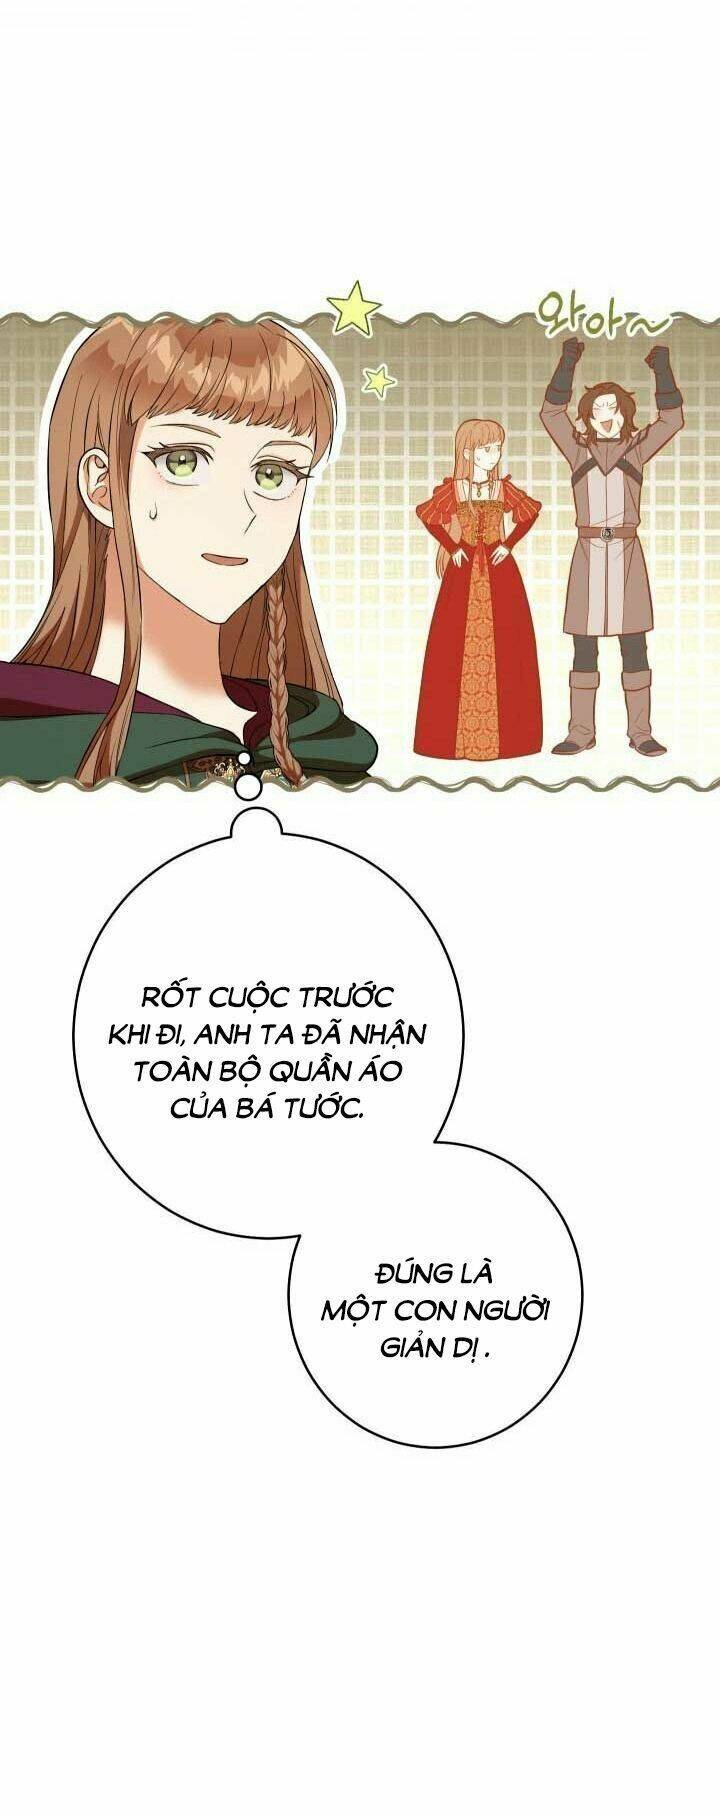 와아~
RỐT CUỘC TRƯỚC
KHI ĐI, ANH TA ĐÃ NHẬN
TOÀN BỘ QUẦN ÁO
CỦA BÁ TƯỚC.
ĐÚNG LÀ
MỘT CON NGƯỜI
GIẢN DỊ .